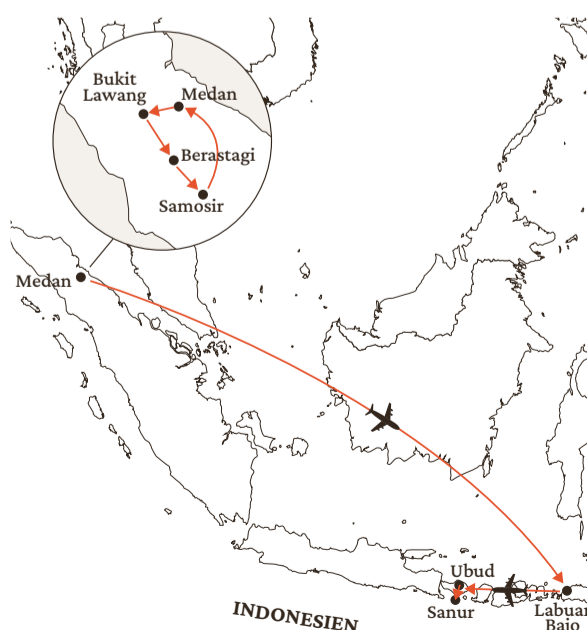 Bukit
Lawang
Medan
Berastagi
Samosir
Medan
Ubud
Sanur
Labuan
Bajo
INDONESIEN